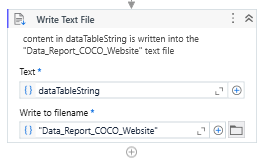 Write Text File
content in dataTableString is written into the
"Data_Report_COCO_Website" text file
Text *
{} dataTableString
Write to filename *
{} "Data_Report_COCO_Website"